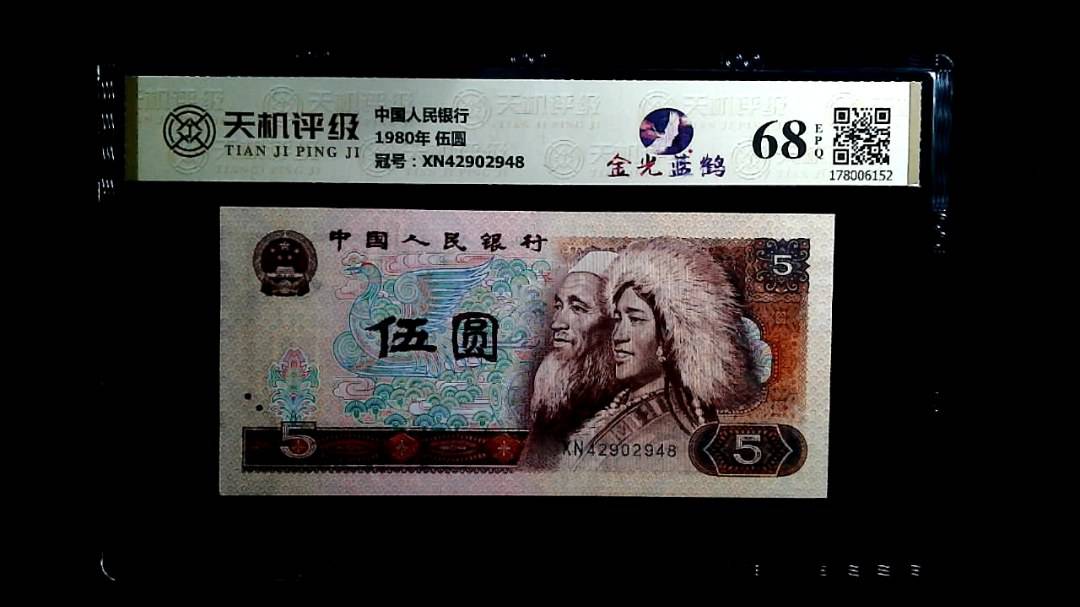 天机评级
TIAN JI PING JI
中国人民银行
1980年 伍圆
冠号：XN42902948
金光蓝鹤
68
EPQ
178006152
中国人民银行
5
伍圆
5
XN42902948
5